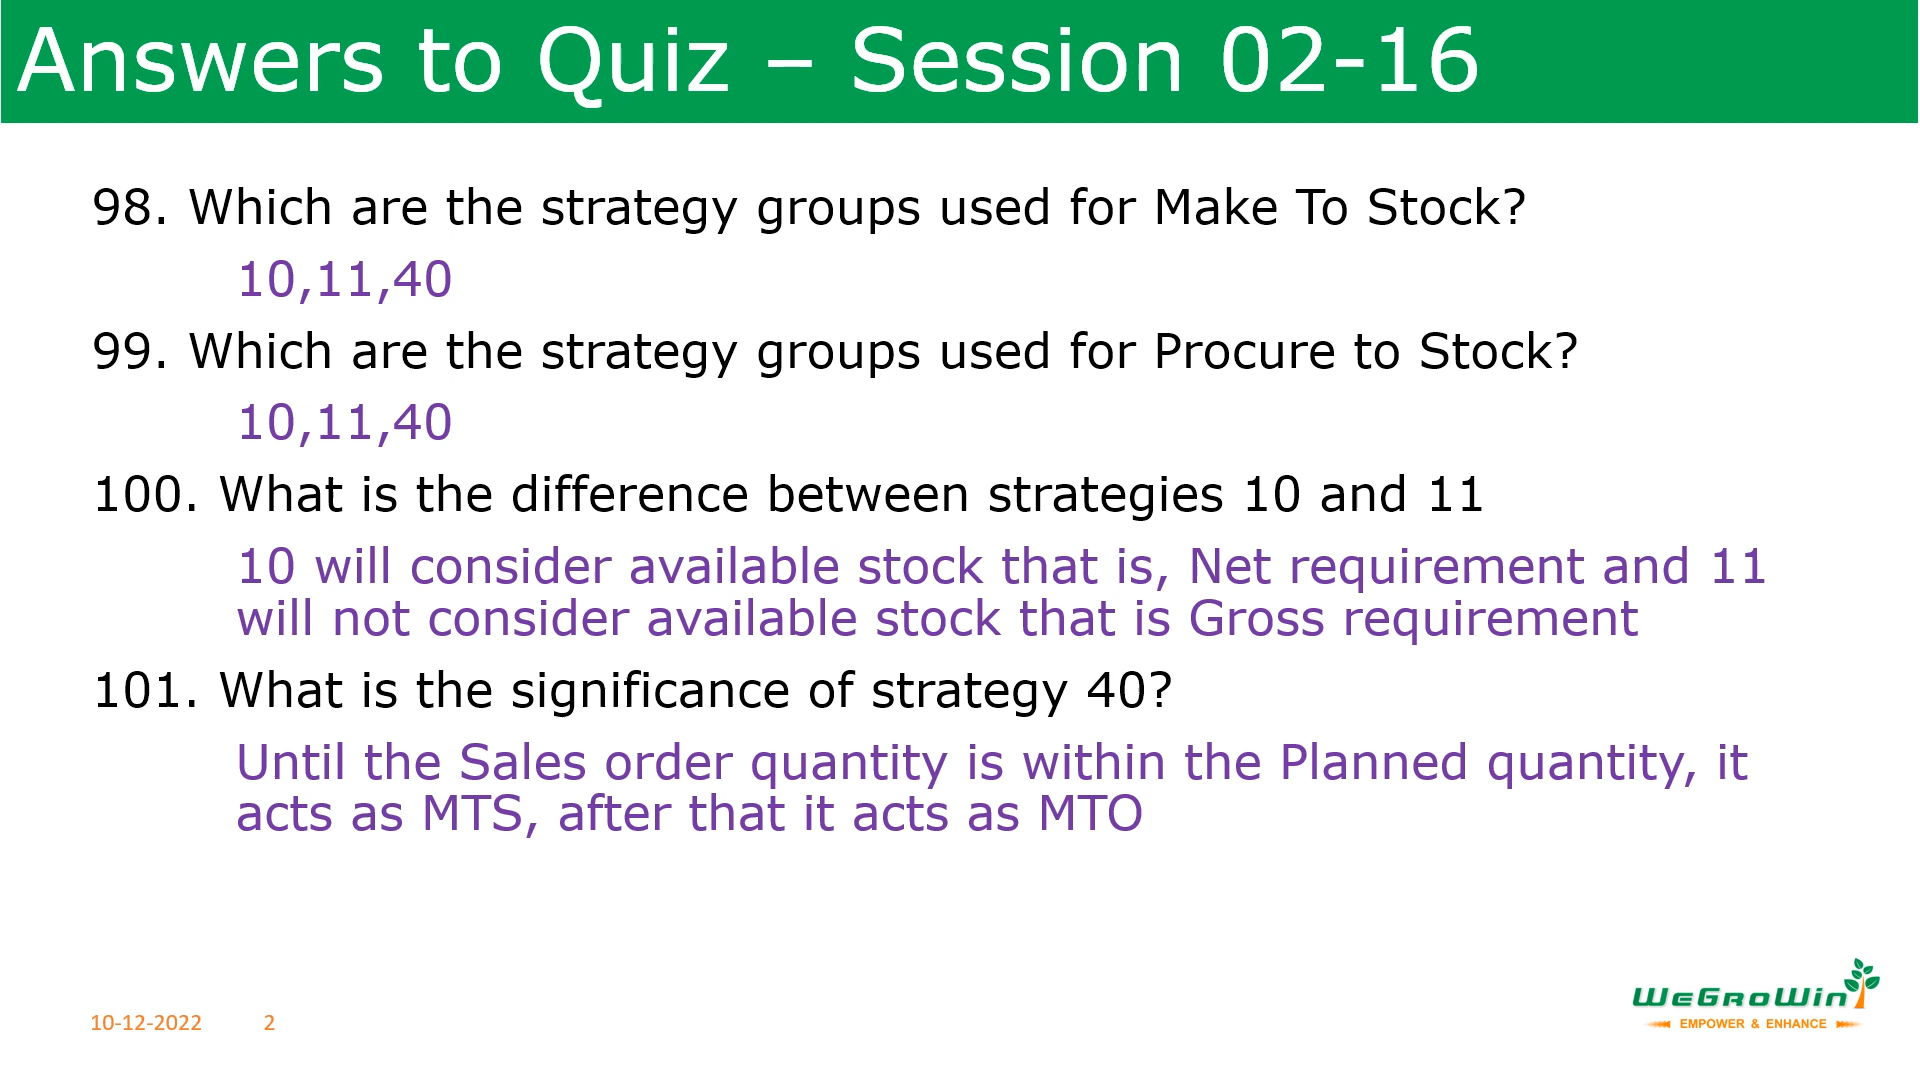 Answers to Quiz – Session 02-16
98. Which are the strategy groups used for Make To Stock?
10,11,40
99. Which are the strategy groups used for Procure to Stock?
10,11,40
100. What is the difference between strategies 10 and 11
10 will consider available stock that is, Net requirement and 11
will not consider available stock that is Gross requirement
101. What is the significance of strategy 40?
Until the Sales order quantity is within the Planned quantity, it
acts as MTS, after that it acts as MTO
10-12-2022 2
WeGroWin
EMPOWER & ENHANCE